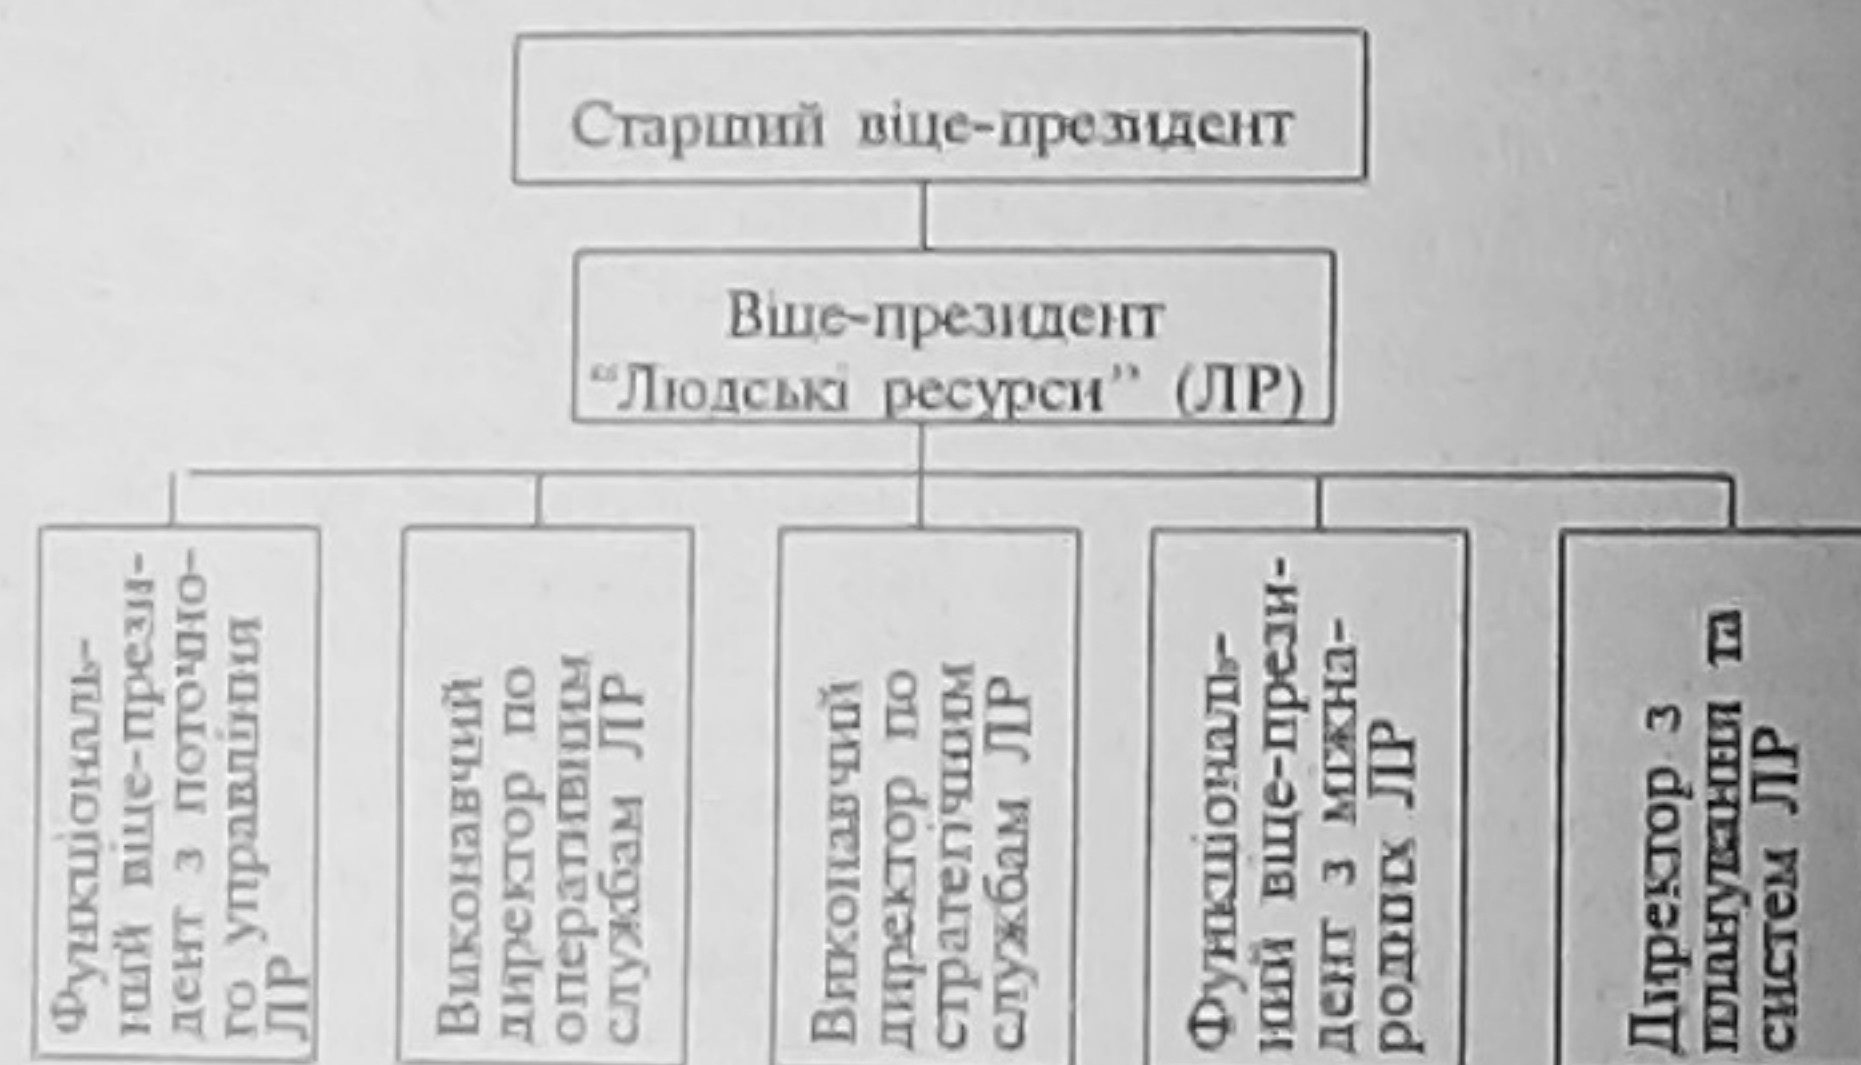 Старший віце-президент
Віце-президент
“Людські ресурси” (ЛР)
Функціональ-
ний віце-прези-
дент з поточно-
го управління
ЛР
Виконавчий
директор по
оперативним
службам ЛР
Виконавчий
директор по
стратегічним
службам ЛР
Функціональ-
ний віце-прези-
дент з міжна-
родних ЛР
Директор з
планування та
систем ЛР